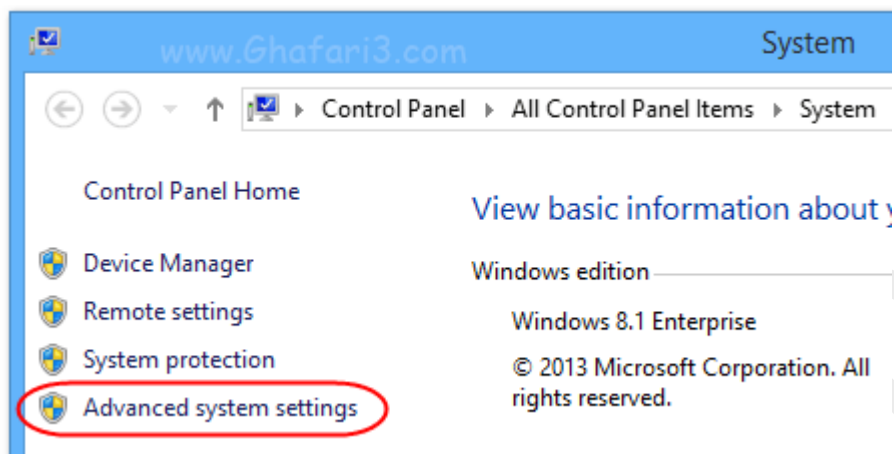 www.Ghafari3.com
System
Control Panel All Control Panel Items System
Control Panel Home
Device Manager
Remote settings
System protection
Advanced system settings
View basic information about
Windows edition
Windows 8.1 Enterprise
© 2013 Microsoft Corporation. All
rights reserved.